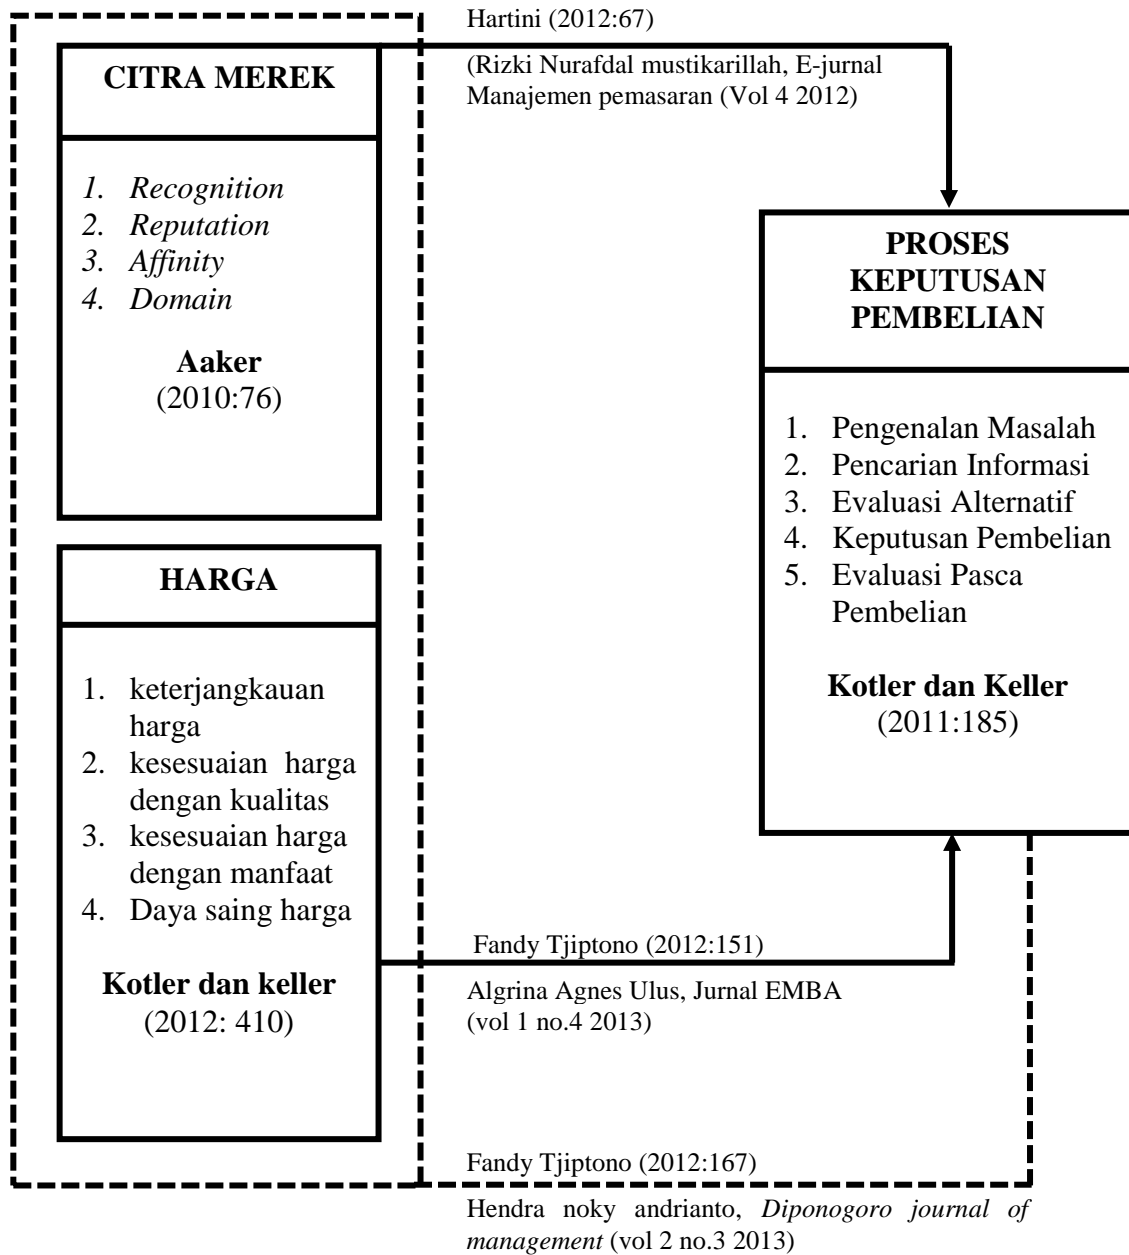 Hartini (2012:67)
(Rizki Nurafdal mustikarillah, E-jurnal
Manajemen pemasaran (Vol 4 2012)
CITRA MEREK
1. Recognition
2. Reputation
3. Affinity
4. Domain
Aaker
(2010:76)
HARGA
1. keterjangkauan
harga
2. kesesuaian harga
dengan kualitas
3. kesesuaian harga
dengan manfaat
4. Daya saing harga
Kotler dan keller
(2012: 410)
PROSES
KEPUTUSAN
PEMBELIAN
1. Pengenalan Masalah
2. Pencarian Informasi
3. Evaluasi Alternatif
4. Keputusan Pembelian
5. Evaluasi Pasca
Pembelian
Kotler dan Keller
(2011:185)
Fandy Tjiptono (2012:151)
Algrina Agnes Ulus, Jurnal EMBA
(vol 1 no.4 2013)
Fandy Tjiptono (2012:167)
Hendra noky andrianto, Diponogoro journal of
management (vol 2 no.3 2013)